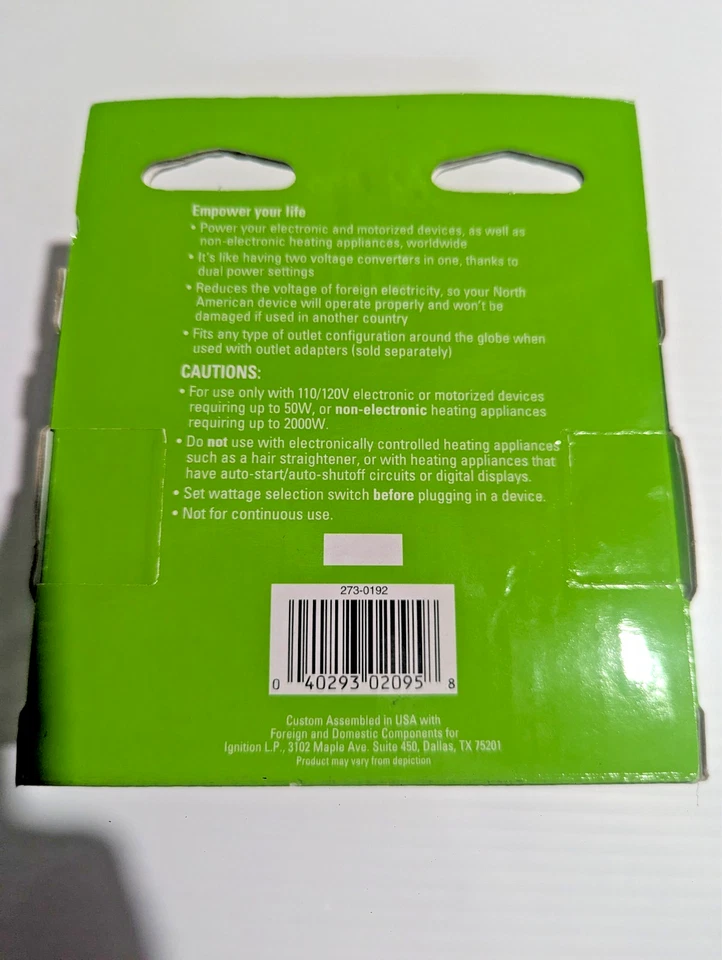 Empower your life
• Power your electronic and motorized devices, as well as
non-electronic heating appliances, worldwide
• It's like having two voltage converters in one, thanks to
dual power settings
• Reduces the voltage of foreign electricity, so your North
American device will operate properly and won't be
damaged if used in another country
• Fits any type of outlet configuration around the globe when
used with outlet adapters (sold separately)
CAUTIONS:
• For use only with 110/120V electronic or motorized devices
requiring up to 50W, or non-electronic heating appliances
requiring up to 2000W.
• Do not use with electronically controlled heating appliances
such as a hair straightener, or with heating appliances that
have auto-start/auto-shutoff circuits or digital displays.
• Set wattage selection switch before plugging in a device.
• Not for continuous use.
273-0192
0 40293 02095 8
Custom Assembled in USA with
Foreign and Domestic Components for
Ignition L.P., 3102 Maple Ave. Suite 450, Dallas, TX 75201
Product may vary from depiction